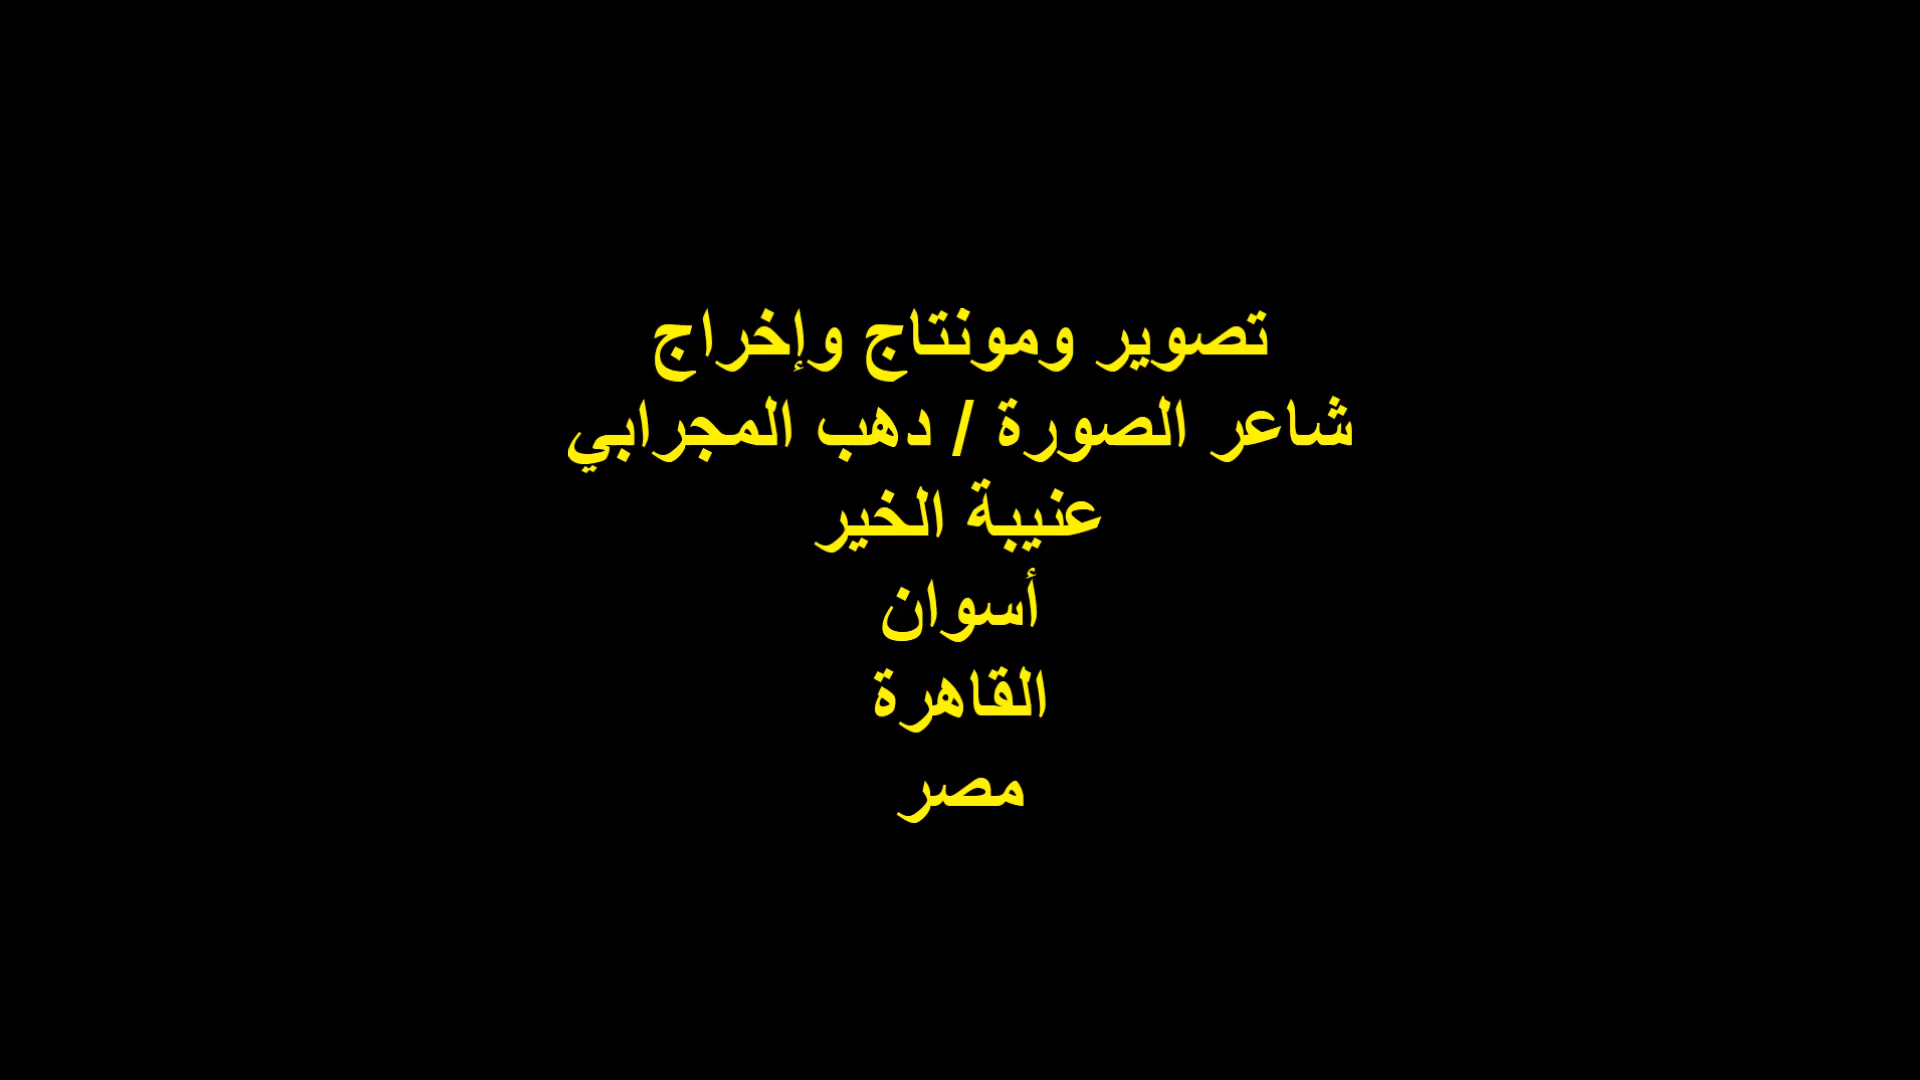 تصوير ومونتاج وإخراج
شاعر الصورة / دهب المجرابي
عنيبة الخير
أسوان
القاهرة
مصر